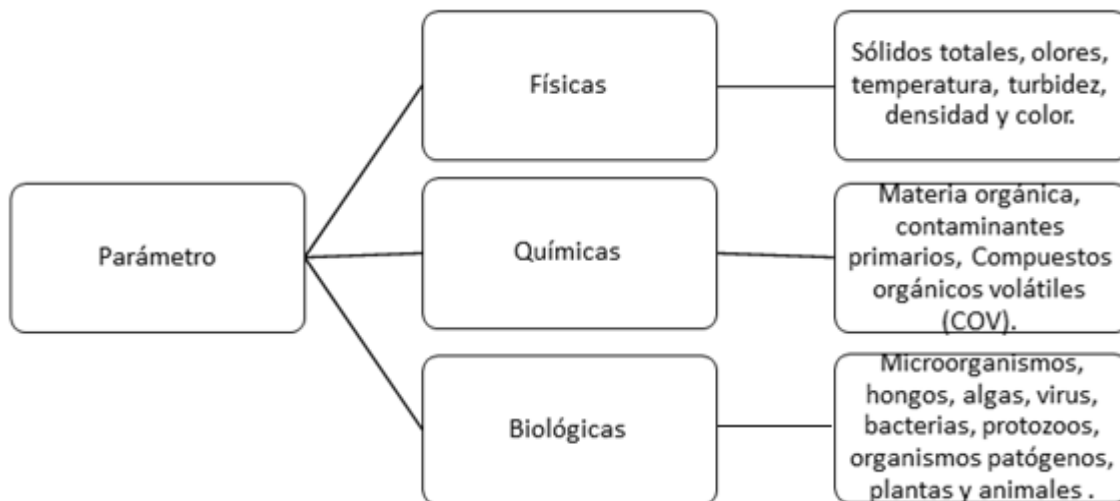 Parámetro
Físicas
Sólidos totales, olores,
temperatura, turbidez,
densidad y color.
Químicas
Materia orgánica,
contaminantes
primarios, Compuestos
orgánicos volátiles
(COV).
Biológicas
Microorganismos,
hongos, algas, virus,
bacterias, protozoos,
organismos patógenos,
plantas y animales .